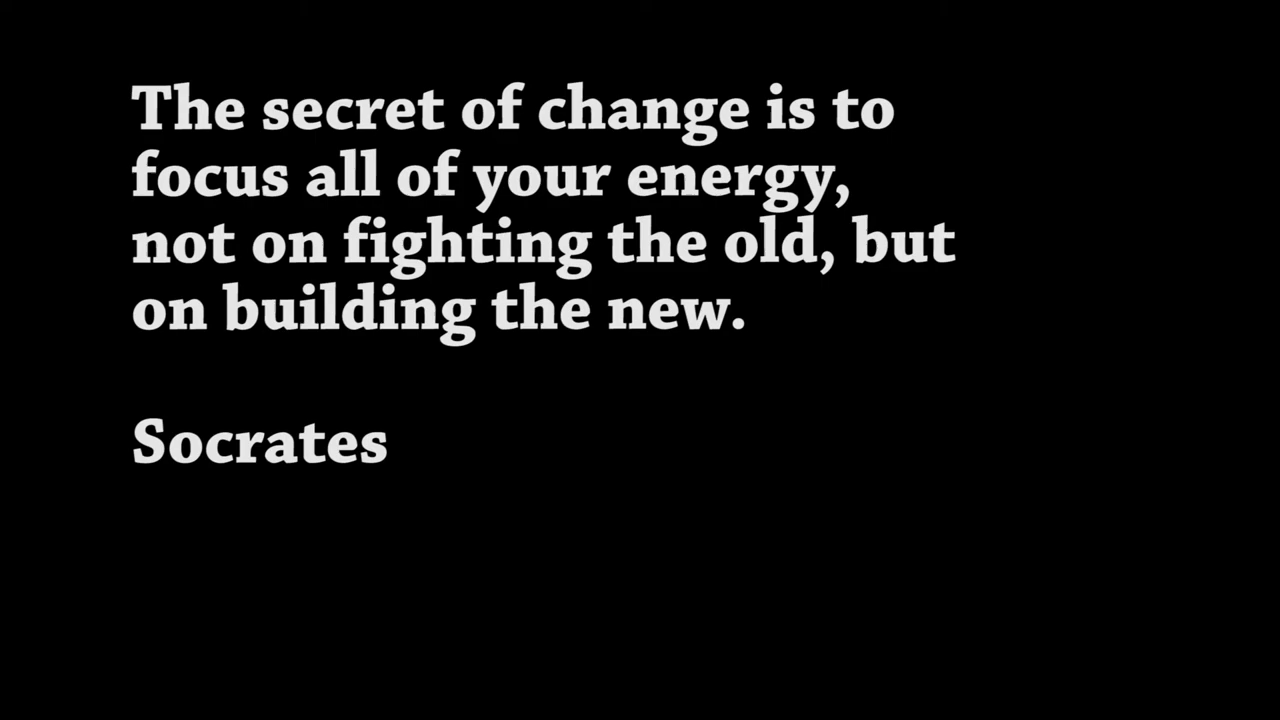 The secret of change is to
focus all of your energy,
not on fighting the old, but
on building the new.
Socrates